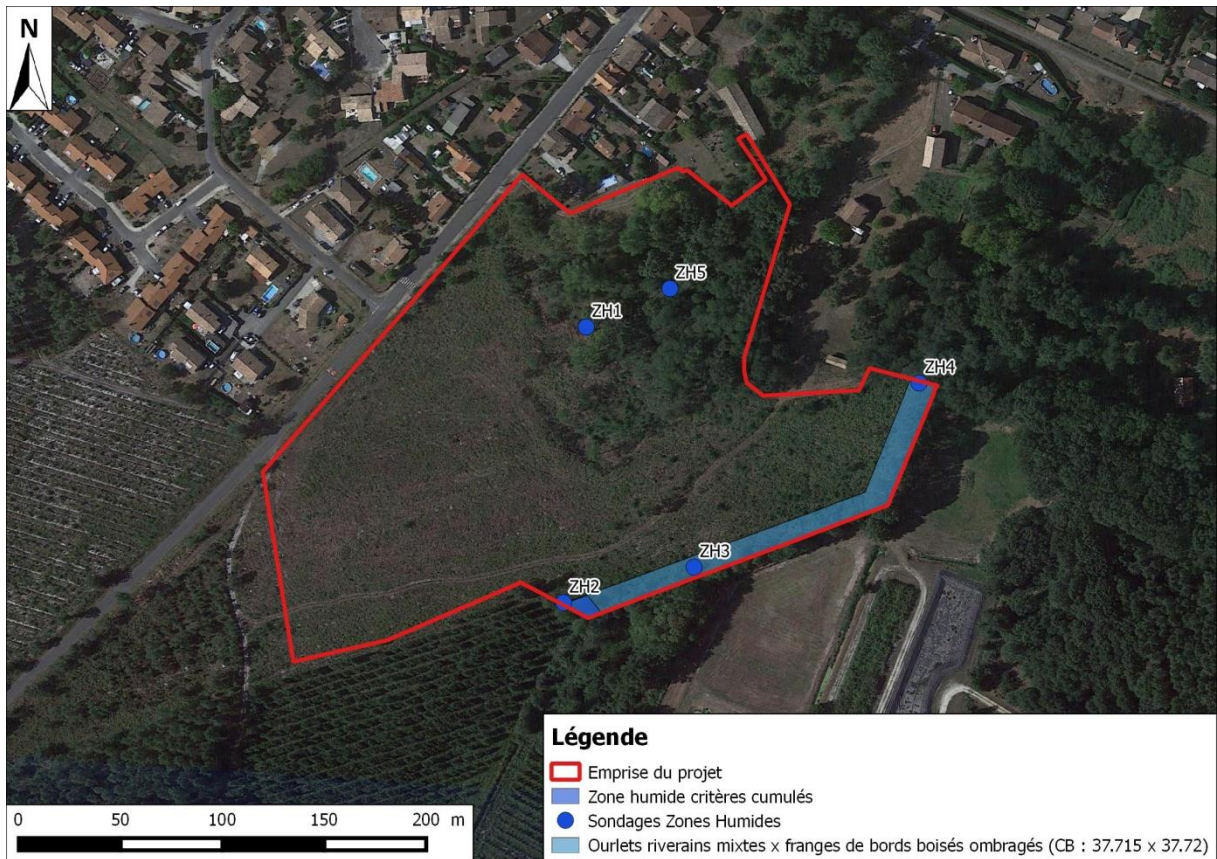 N
ZH5
ZH1
ZH4
ZH3
ZH2
Légende
Emprise du projet
Zone humide critères cumulés
Sondages Zones Humides
Ourlets riverains mixtes x franges de bords boisés ombragés (CB : 37.715 x 37.72)
0 50 100 150 200 m